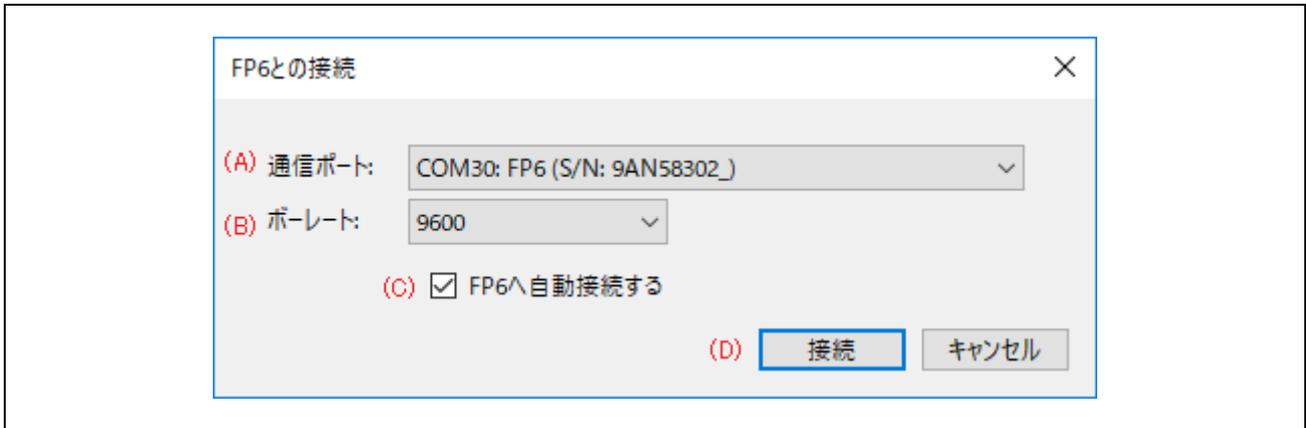 FP6との接続
(A) 通信ポート: COM30: FP6 (S/N: 9AN58302_)
(B) ボーレート: 9600
(C) FP6へ自動接続する
(D) 接続 キャンセル